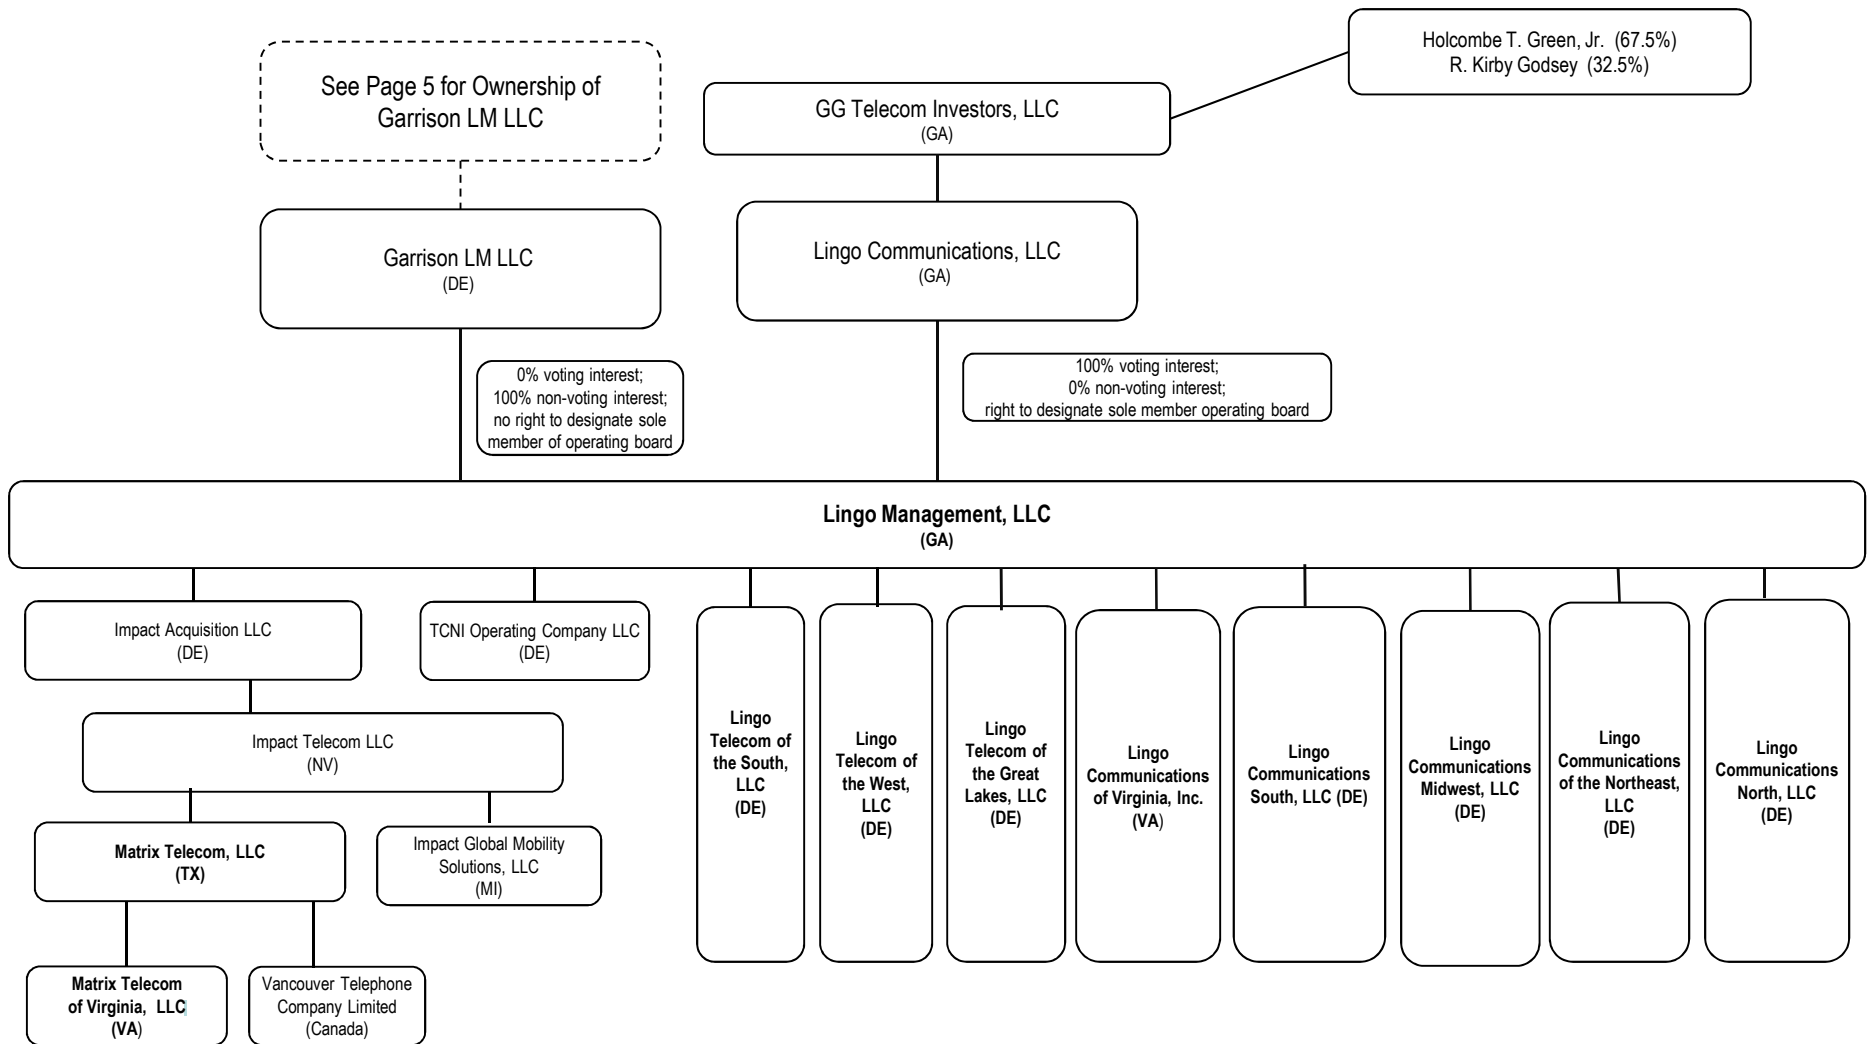 Holcombe T. Green, Jr. (67.5%)
R. Kirby Godsey (32.5%)
See Page 5 for Ownership of
Garrison LM LLC
GG Telecom Investors, LLC
(GA)
Garrison LM LLC
(DE)
Lingo Communications, LLC
(GA)
0% voting interest;
100% non-voting interest;
no right to designate sole
member of operating board
100% voting interest;
0% non-voting interest;
right to designate sole member operating board
Lingo Management, LLC
(GA)
Impact Acquisition LLC
(DE)
TCNI Operating Company LLC
(DE)
Impact Telecom LLC
(NV)
Matrix Telecom, LLC
(TX)
Impact Global Mobility
Solutions, LLC
(MI)
Matrix Telecom
of Virginia, LLC
(VA)
Vancouver Telephone
Company Limited
(Canada)
Lingo
Telecom of
the South,
LLC
(DE)
Lingo
Telecom of
the West,
LLC
(DE)
Lingo
Telecom of
the Great
Lakes, LLC
(DE)
Lingo
Communications
of Virginia, Inc.
(VA)
Lingo
Communications
South, LLC (DE)
Lingo
Communications
Midwest, LLC
(DE)
Lingo
Communications
of the Northeast,
LLC
(DE)
Lingo
Communications
North, LLC
(DE)